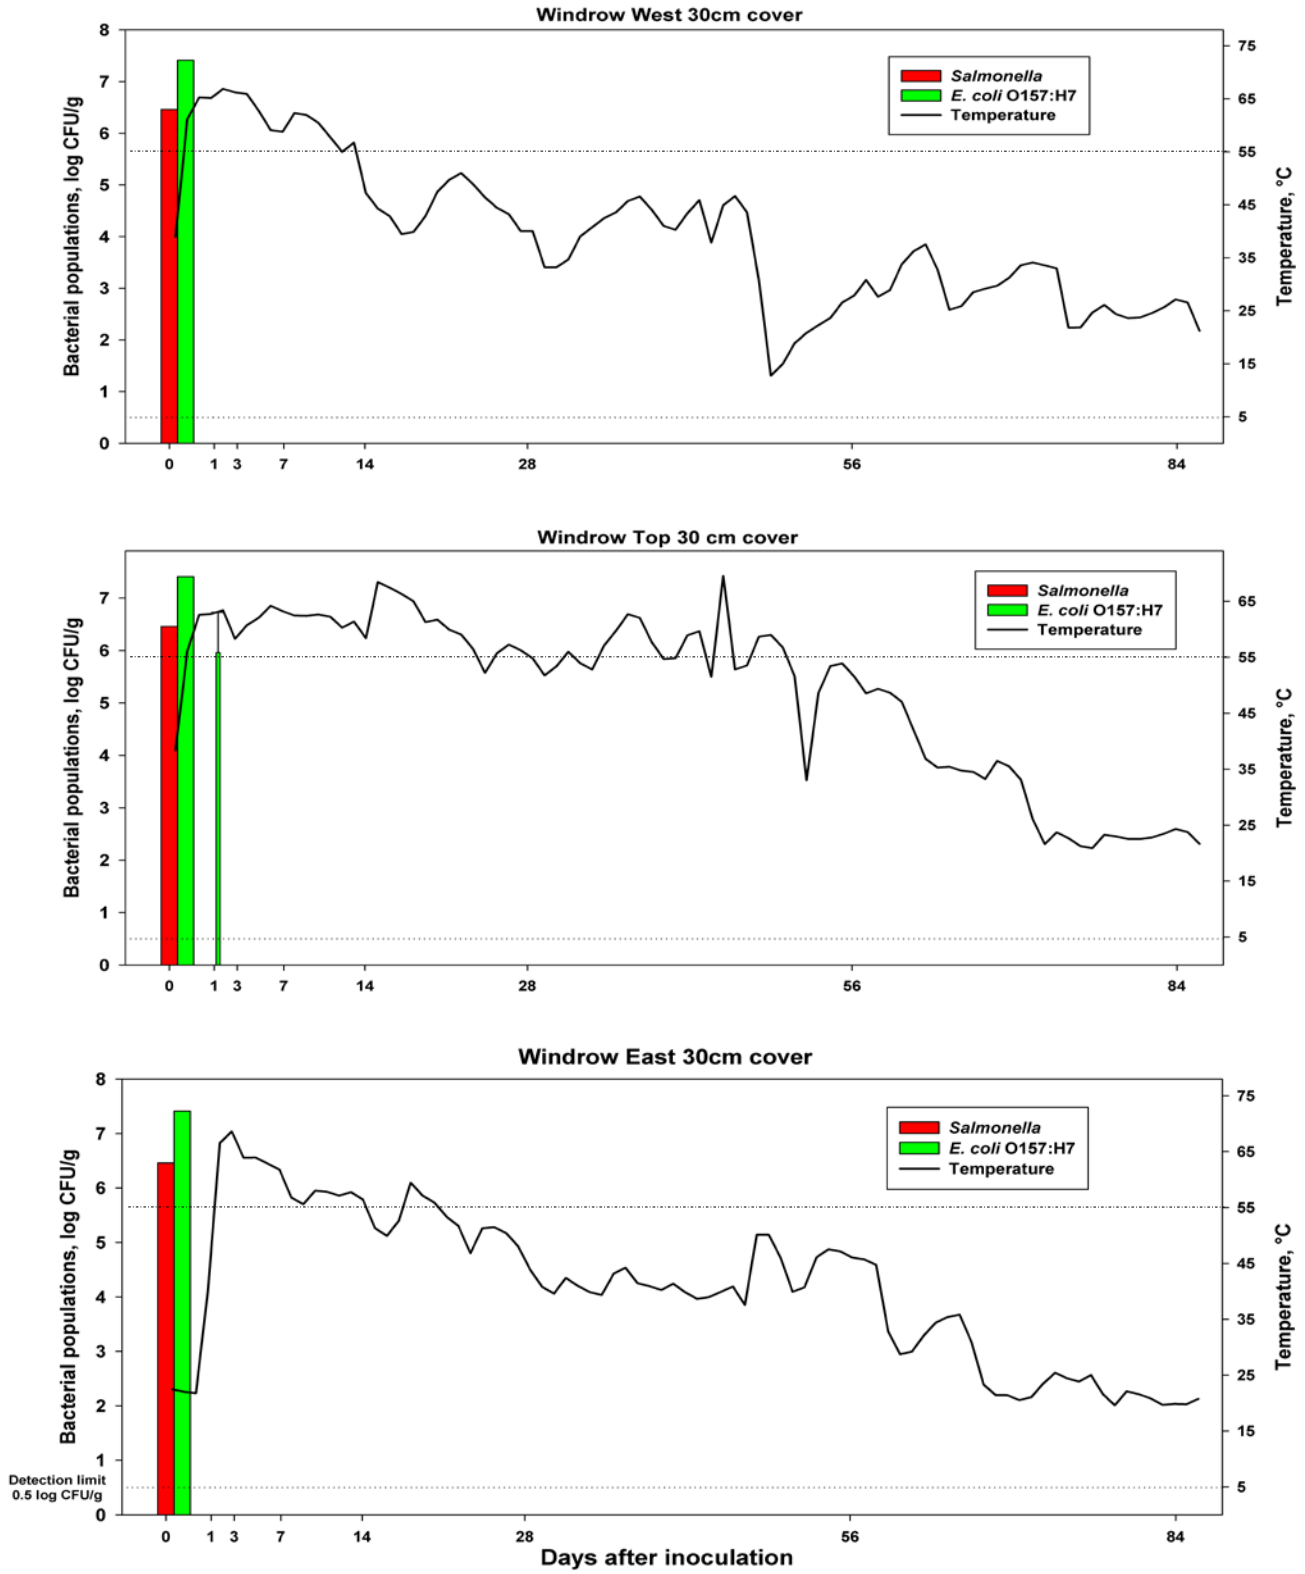 Windrow West 30cm cover
8
7
6
5
4
3
2
1
0
Bacterial populations, log CFU/g
Salmonella
E. coli O157:H7
Temperature
75
65
55
45
35
25
15
5
Temperature, °C
0 1 3 7 14 28 56 84
Windrow Top 30 cm cover
7
6
5
4
3
2
1
0
Bacterial populations, log CFU/g
Salmonella
E. coli O157:H7
Temperature
65
55
45
35
25
15
5
Temperature, °C
0 1 3 7 14 28 56 84
Windrow East 30cm cover
8
7
6
5
4
3
2
1
0
Bacterial populations, log CFU/g
Detection limit
0.5 log CFU/g
Salmonella
E. coli O157:H7
Temperature
75
65
55
45
35
25
15
5
Temperature, °C
0 1 3 7 14 28 56 84
Days after inoculation